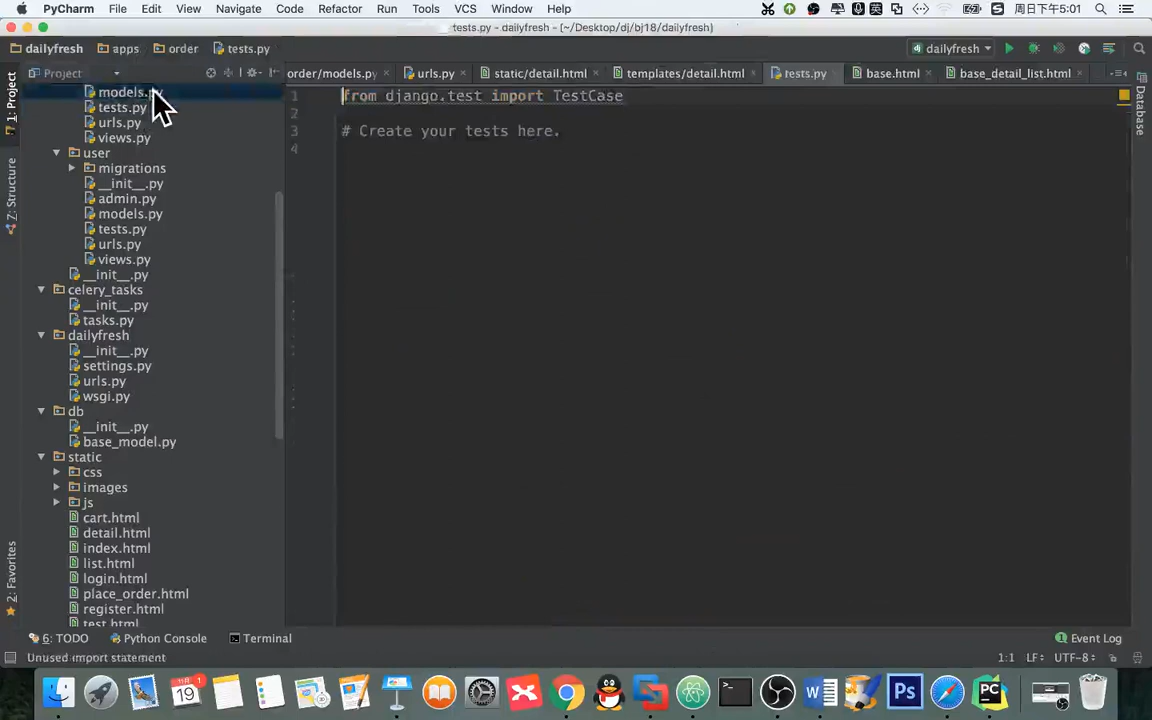 PyCharm File Edit View Navigate Code Refactor Run Tools VCS Window Help 周日下午5:01
tests.py - dailyfresh (~/Desktop/dj/bj18/dailyfresh)
dailyfresh apps order tests.py dailyfresh
Project order/models.py urls.py static/detail.html templates/detail.html tests.py base.html base_detail_list.html
models.py
tests.py
urls.py
views.py
user
migrations
__init__.py
admin.py
models.py
tests.py
urls.py
views.py
__init__.py
celery_tasks
__init__.py
tasks.py
dailyfresh
__init__.py
settings.py
urls.py
wsgi.py
db
__init__.py
base_model.py
static
css
images
js
cart.html
detail.html
index.html
list.html
login.html
place_order.html
register.html
test.html
1 from django.test import TestCase
2
3 # Create your tests here.
4
1: Project
Z: Structure
2: Favorites
Database
6: TODO Python Console Terminal 1 Event Log
Unused import statement 1:1 LF÷ UTF-8÷
19 1 PC Ps